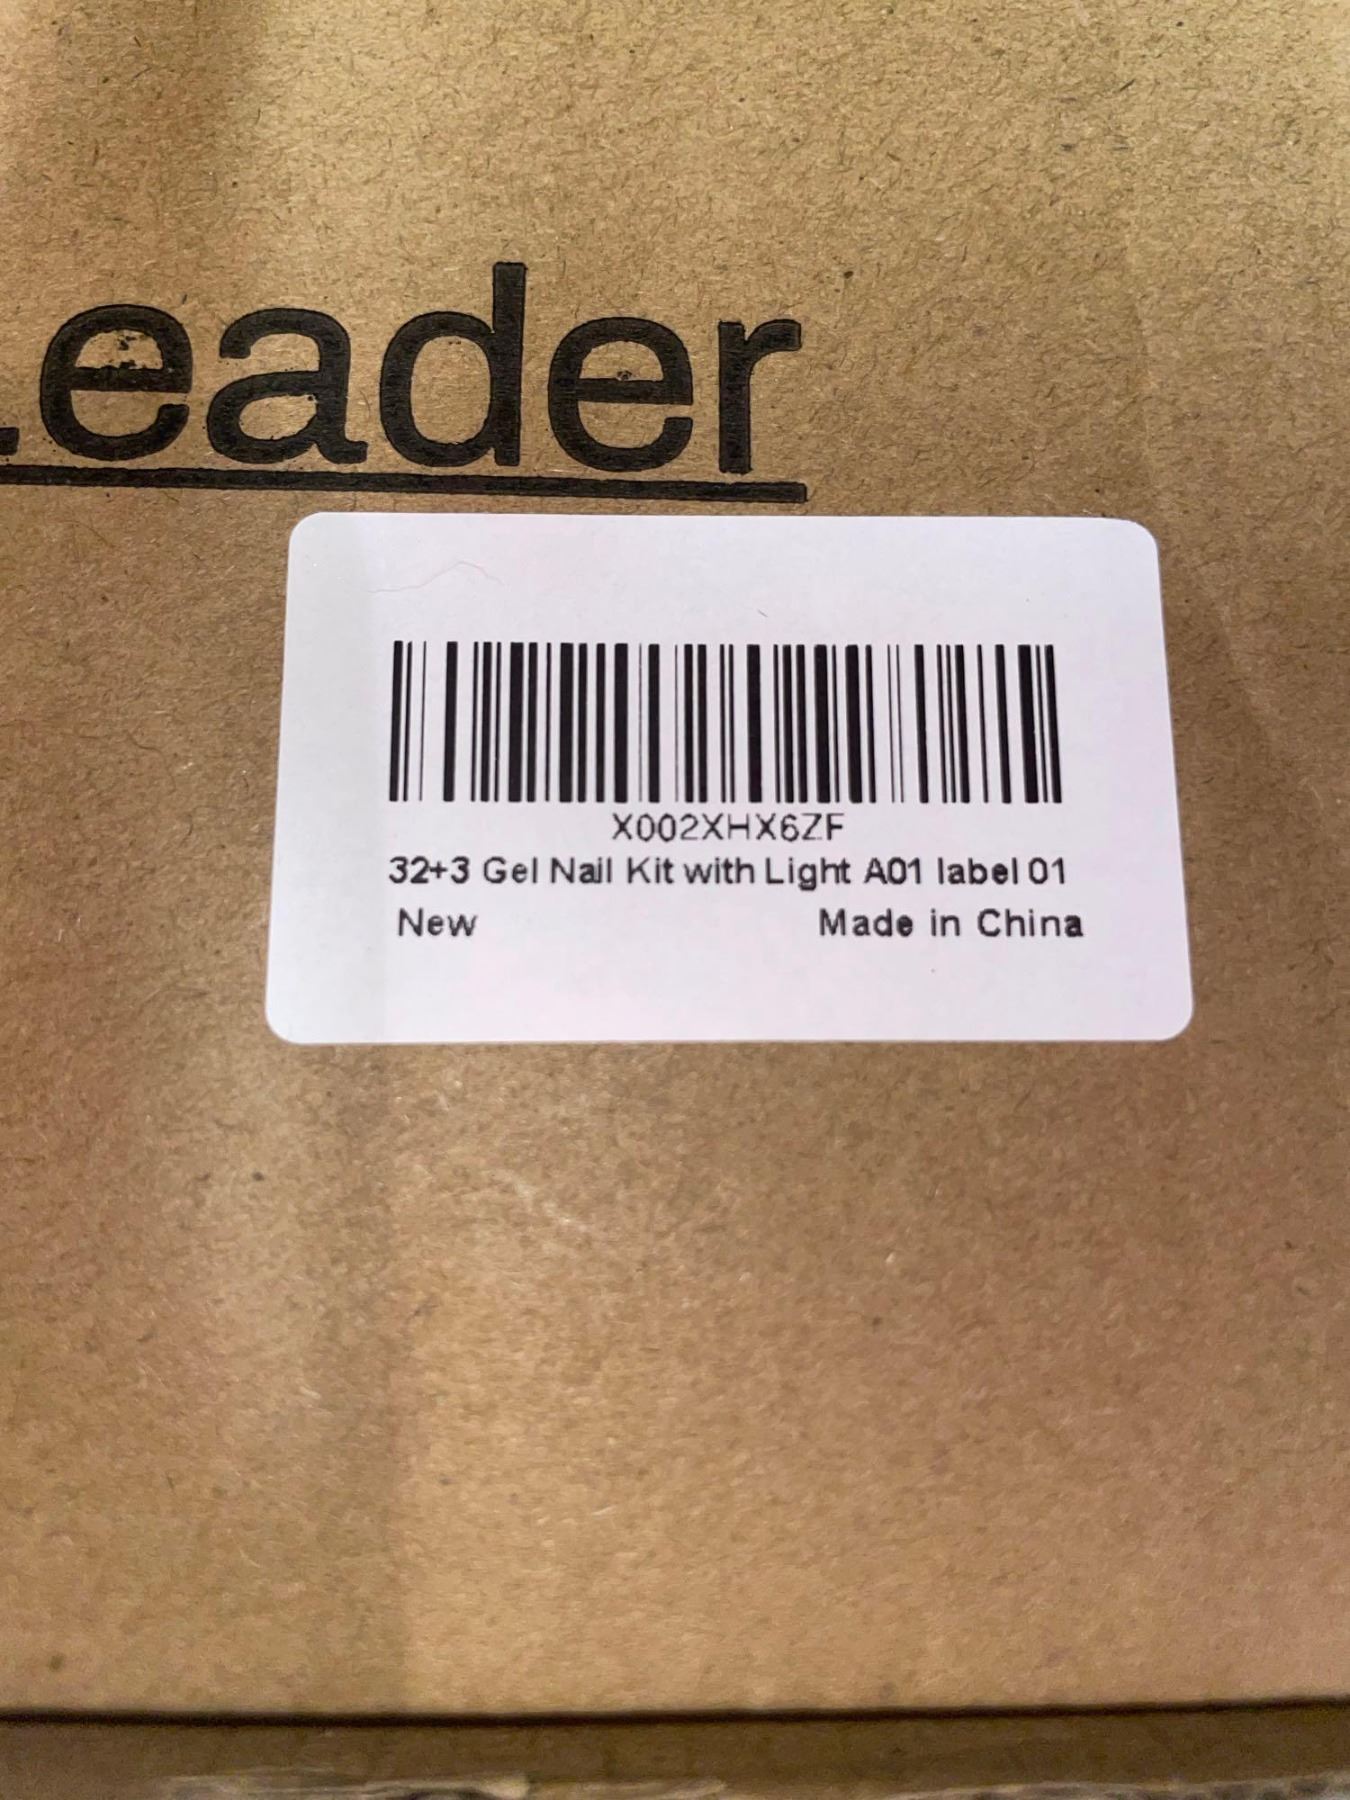 Leader
X002XHX6ZF
32+3 Gel Nail Kit with Light A01 label 01
New Made in China